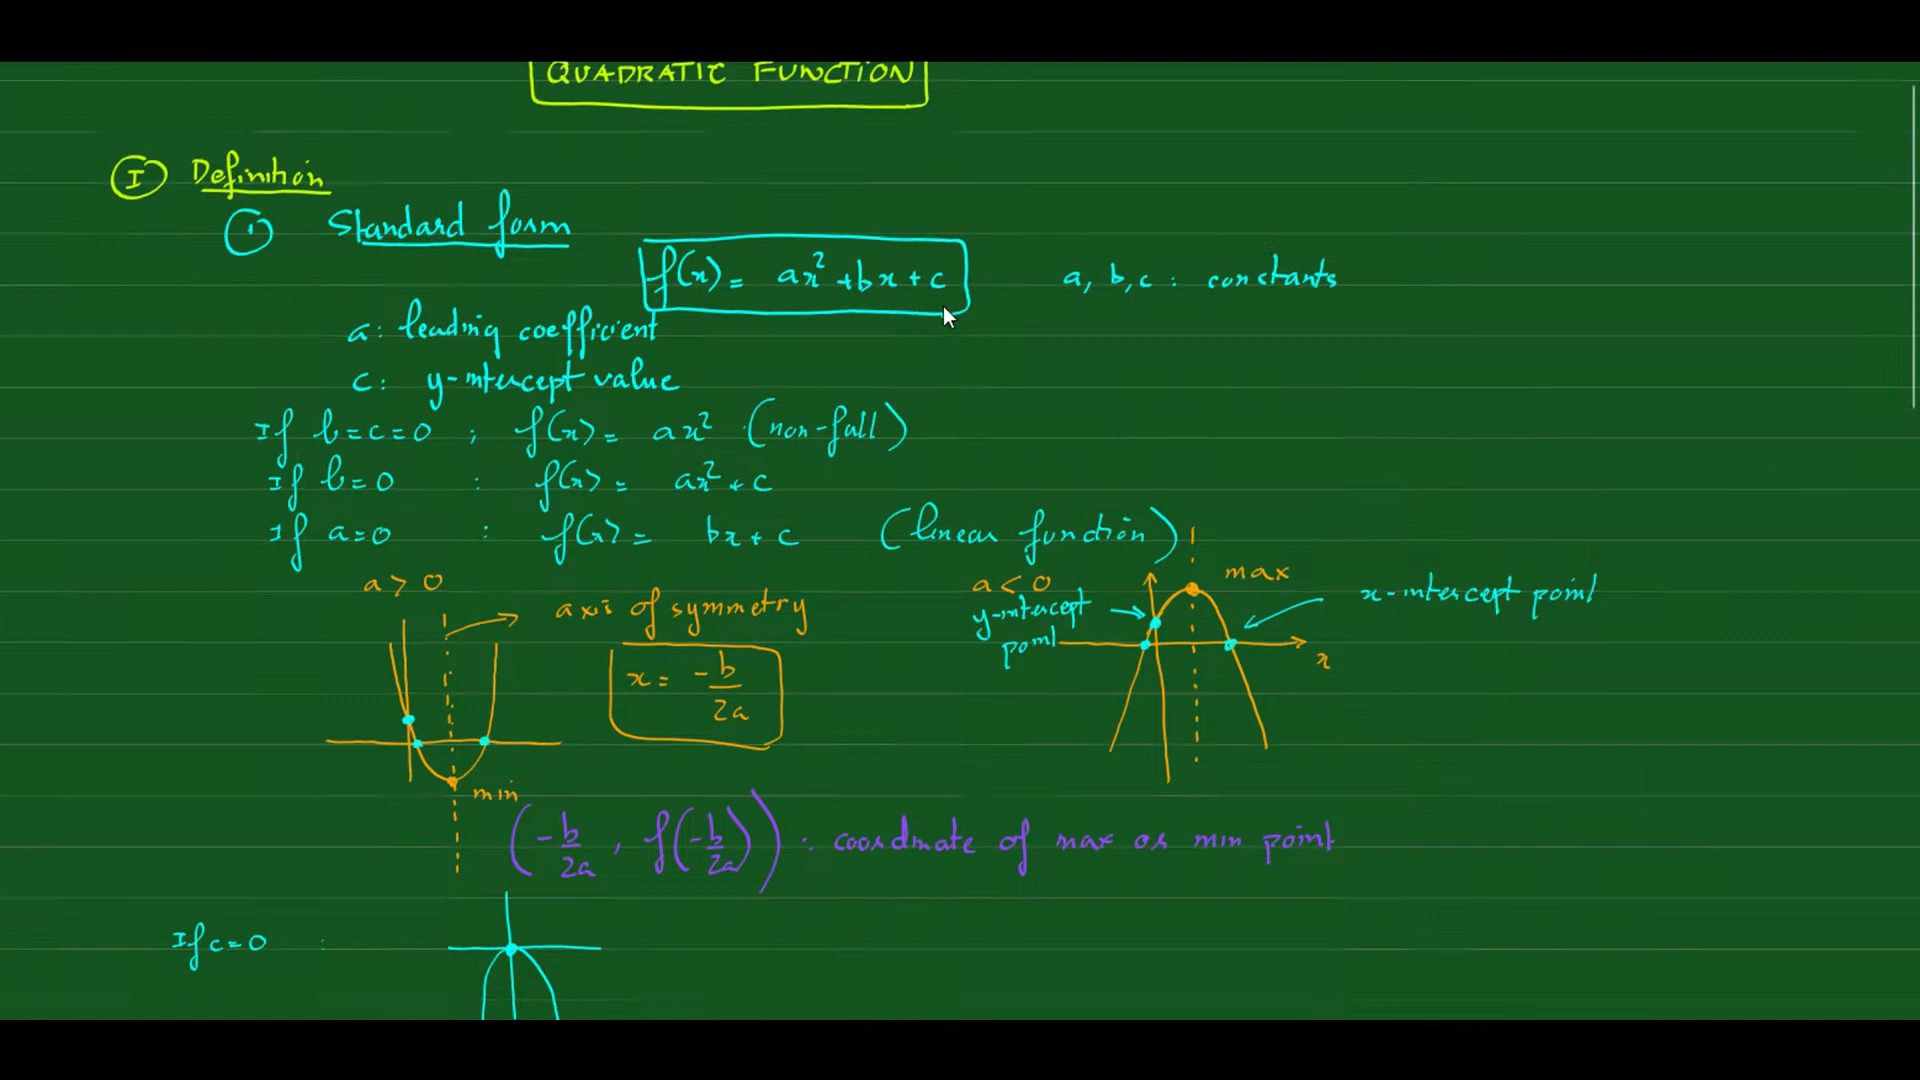 QUADRATIC FUNCTION
I Definition
1 Standard form
f(x) = ax² + bx + c a, b, c : constants
a: leading coefficient
c: y-intercept value
If b=c=0 ; f(x) = ax² (non-full)
If b=0 : f(x) = ax² + c
If a=0 : f(x) = bx + c (linear function)
a > 0
axis of symmetry
x = -b/2a
min
a < 0
max
y-intercept point
x-intercept point
x
(-b/2a , f(-b/2a)) : coordinate of max or min point
If c=0 :